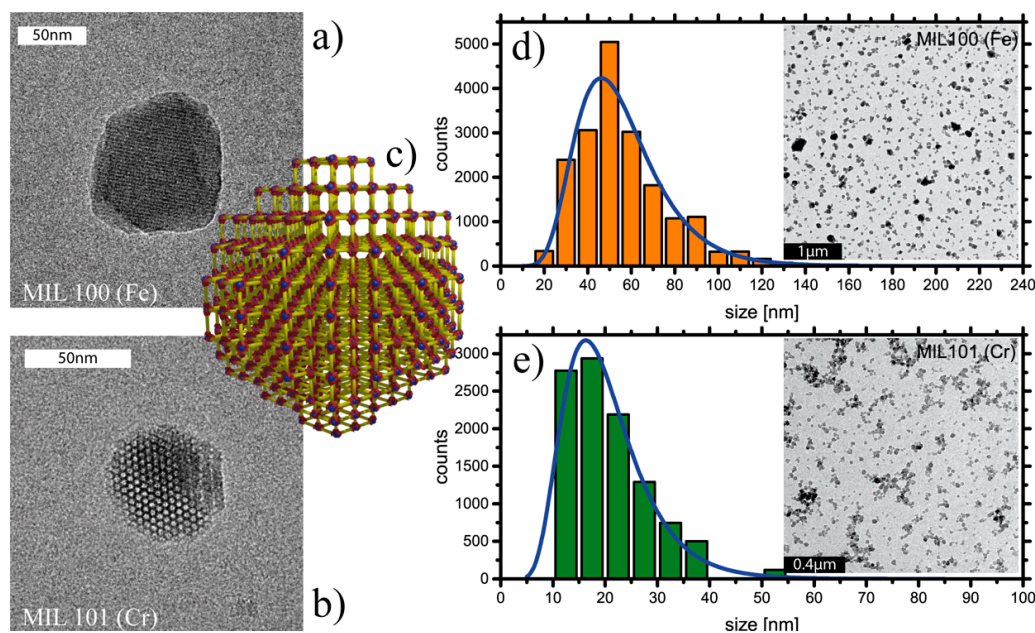 50nm
a)
MIL 100 (Fe)
50nm
MIL 101 (Cr)
b)
c)
d)
MIL100 (Fe)
5000
4000
3000
2000
1000
0
counts
1µm
0 20 40 60 80 100 120 140 160 180 200 220 240
size [nm]
e)
MIL101 (Cr)
3000
2500
2000
1500
1000
500
0
counts
0.4µm
0 10 20 30 40 50 60 70 80 90 100
size [nm]